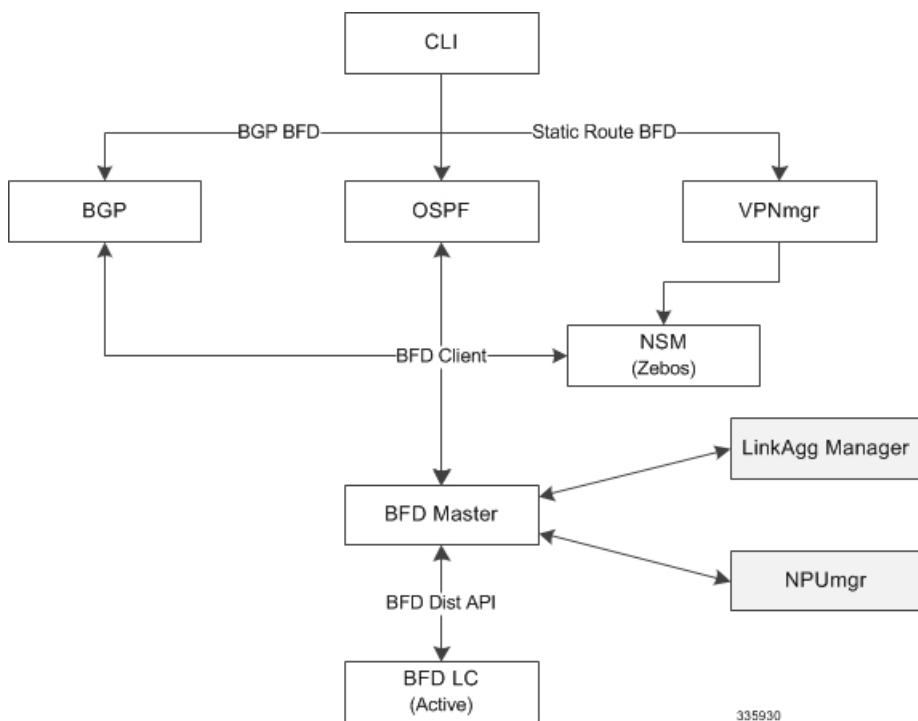 CLI
BGP BFD
Static Route BFD
BGP
OSPF
VPNmgr
BFD Client
NSM
(Zebos)
LinkAgg Manager
BFD Master
NPUmgr
BFD Dist API
BFD LC
(Active)
335930